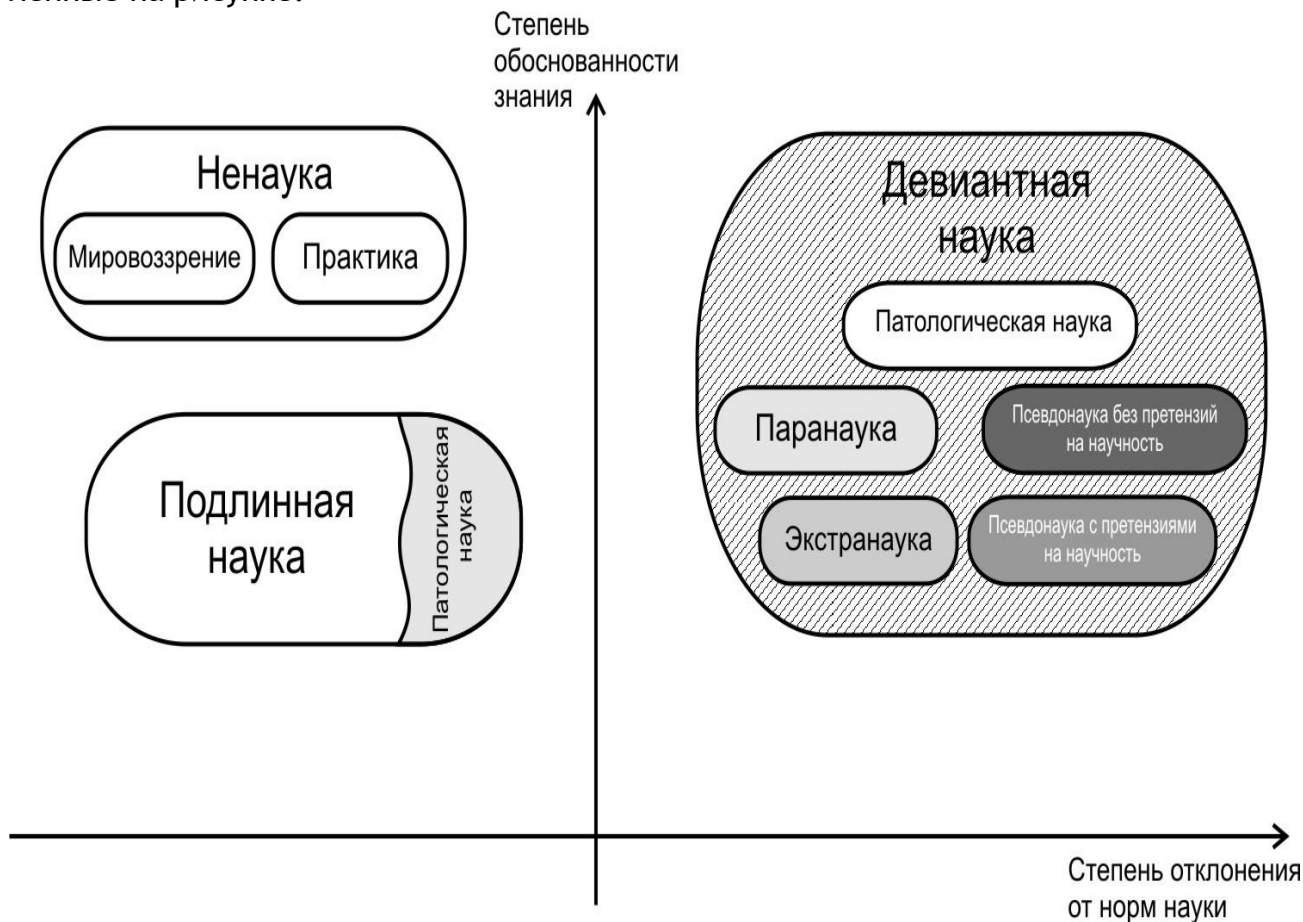 Степень
обоснованности
знания
Ненаука
Мировоззрение
Практика
Девиантная
наука
Патологическая наука
Паранаука
Псевдонаука без претензий
на научность
Экстранаука
Псевдонаука с претензиями
на научность
Подлинная
наука
Патологическая
наука
Степень отклонения
от норм науки